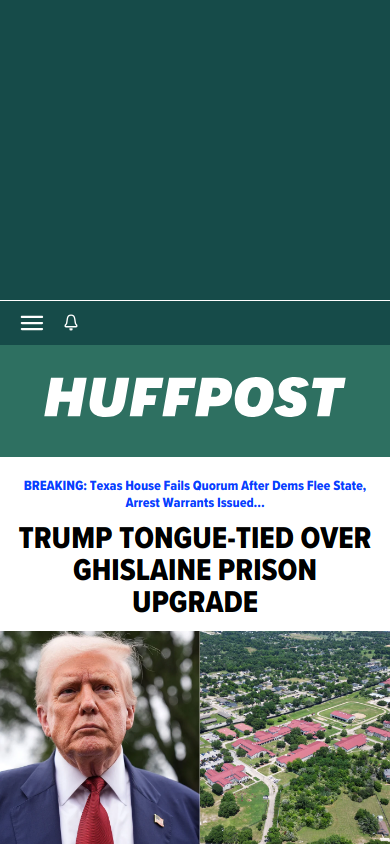 HUFFPOST
BREAKING: Texas House Fails Quorum After Dems Flee State,
Arrest Warrants Issued...
TRUMP TONGUE-TIED OVER
GHISLAINE PRISON
UPGRADE